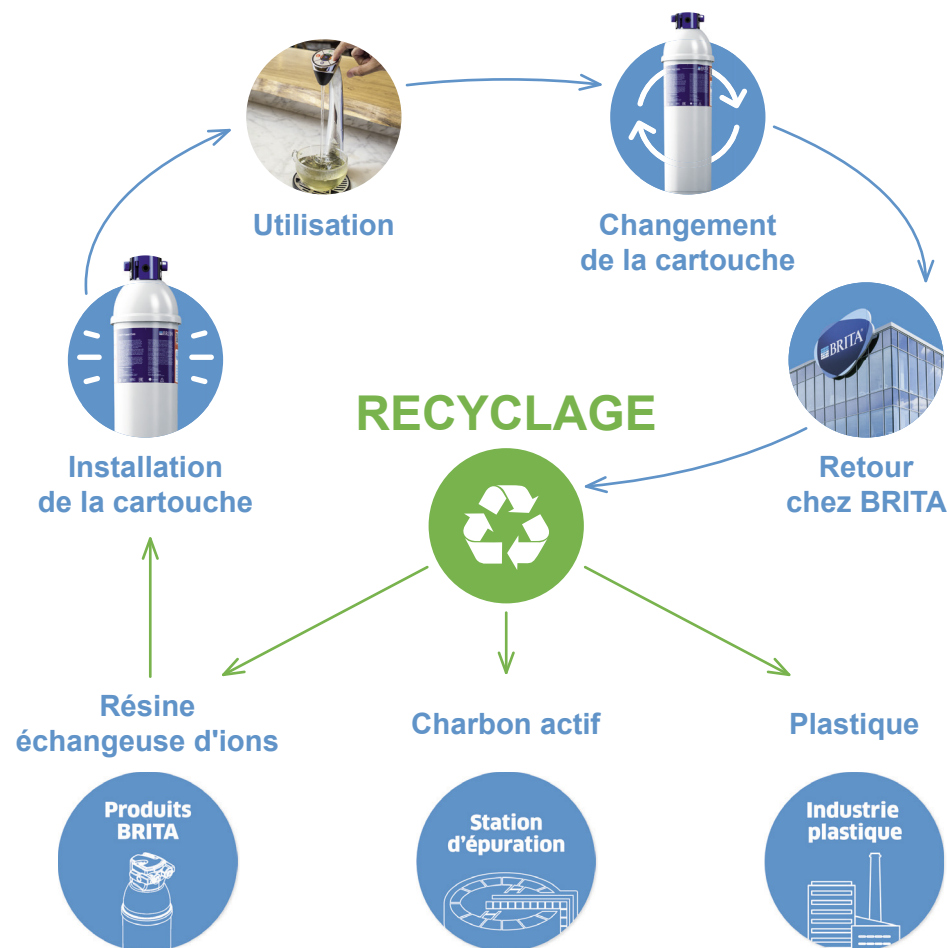 Utilisation
Changement
de la cartouche
BRITA
RECYCLAGE
Installation
de la cartouche
Retour
chez BRITA
Résine
échangeuse d'ions
Charbon actif
Plastique
Produits
BRITA
Station
d'épuration
Industrie
plastique